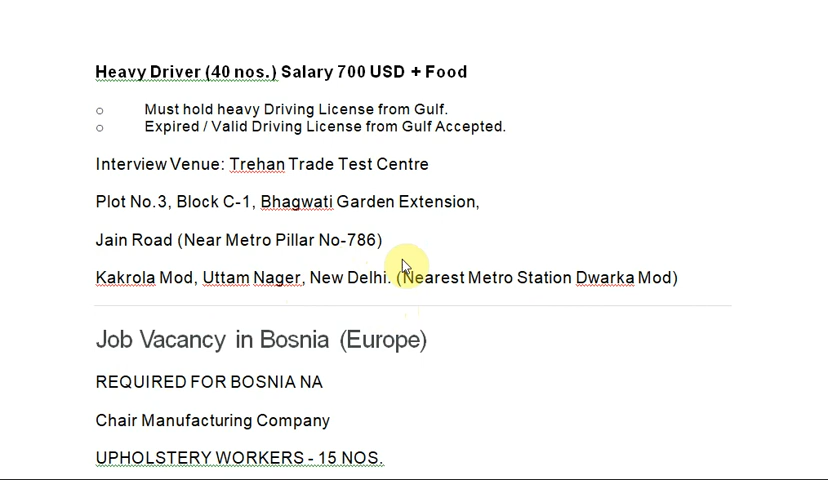 Heavy Driver (40 nos.) Salary 700 USD + Food
o Must hold heavy Driving License from Gulf.
o Expired / Valid Driving License from Gulf Accepted.
Interview Venue: Trehan Trade Test Centre
Plot No.3, Block C-1, Bhagwati Garden Extension,
Jain Road (Near Metro Pillar No-786)
Kakrola Mod, Uttam Nager, New Delhi. (Nearest Metro Station Dwarka Mod)
Job Vacancy in Bosnia (Europe)
REQUIRED FOR BOSNIA NA
Chair Manufacturing Company
UPHOLSTERY WORKERS - 15 NOS.